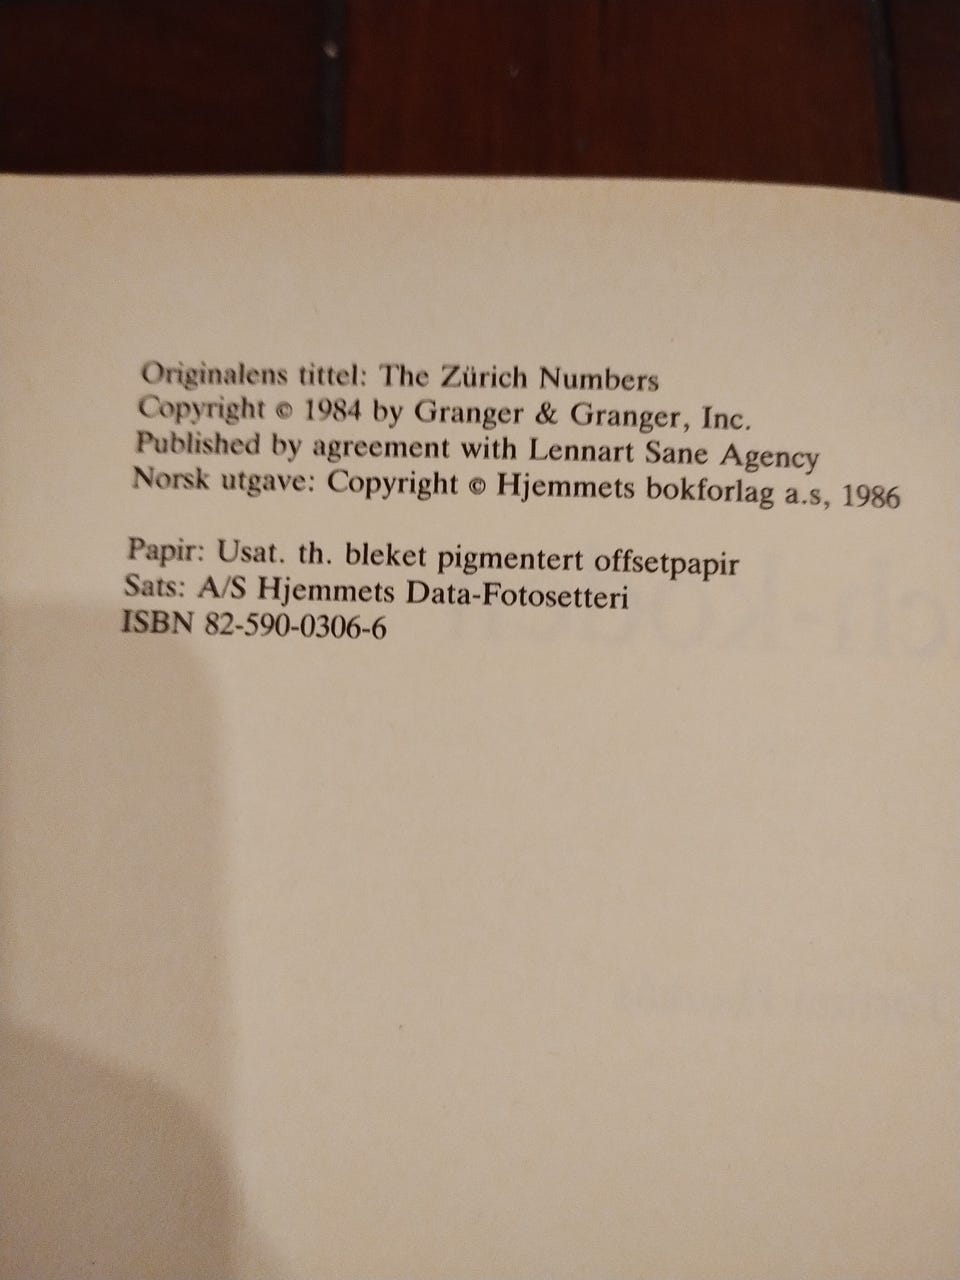 Originalens tittel: The Zürich Numbers
Copyright © 1984 by Granger & Granger, Inc.
Published by agreement with Lennart Sane Agency
Norsk utgave: Copyright © Hjemmets bokforlag a.s, 1986
Papir: Usat. th. bleket pigmentert offsetpapir
Sats: A/S Hjemmets Data-Fotosetteri
ISBN 82-590-0306-6